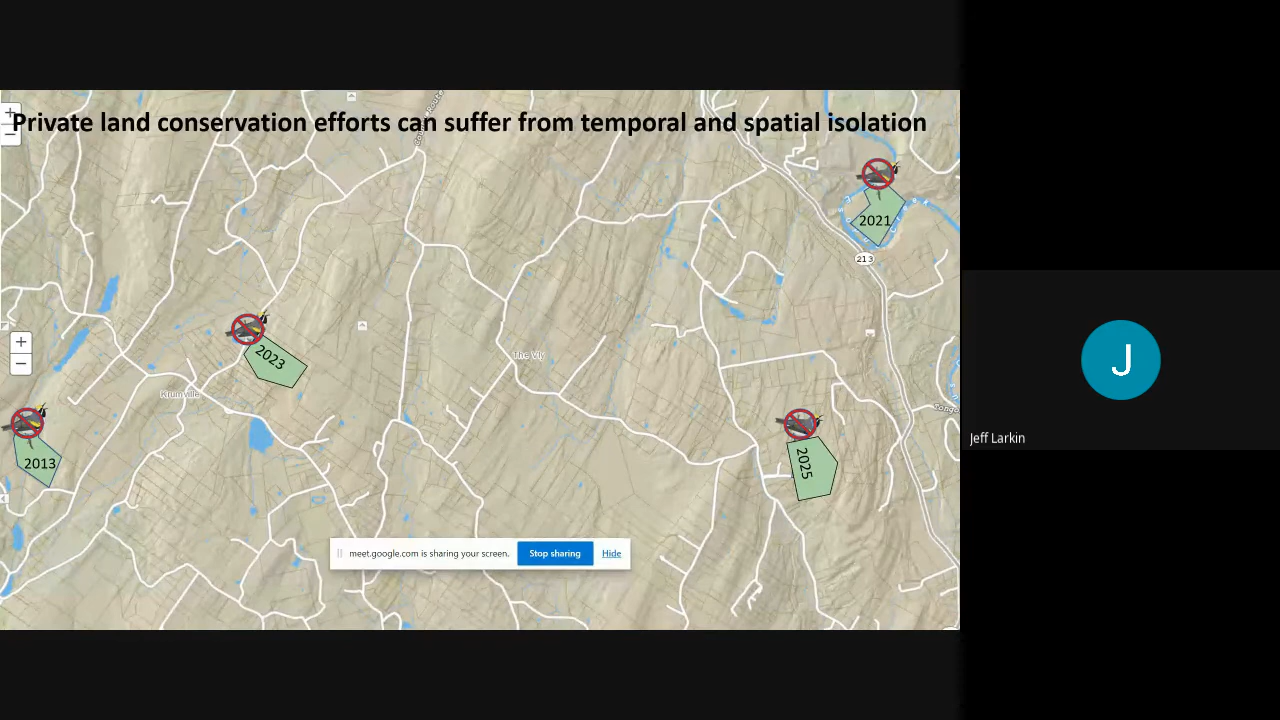 Private land conservation efforts can suffer from temporal and spatial isolation
2021
213
2023
The Vly
Krumville
2013
2025
meet.google.com is sharing your screen.
Stop sharing
Hide
J
Jeff Larkin